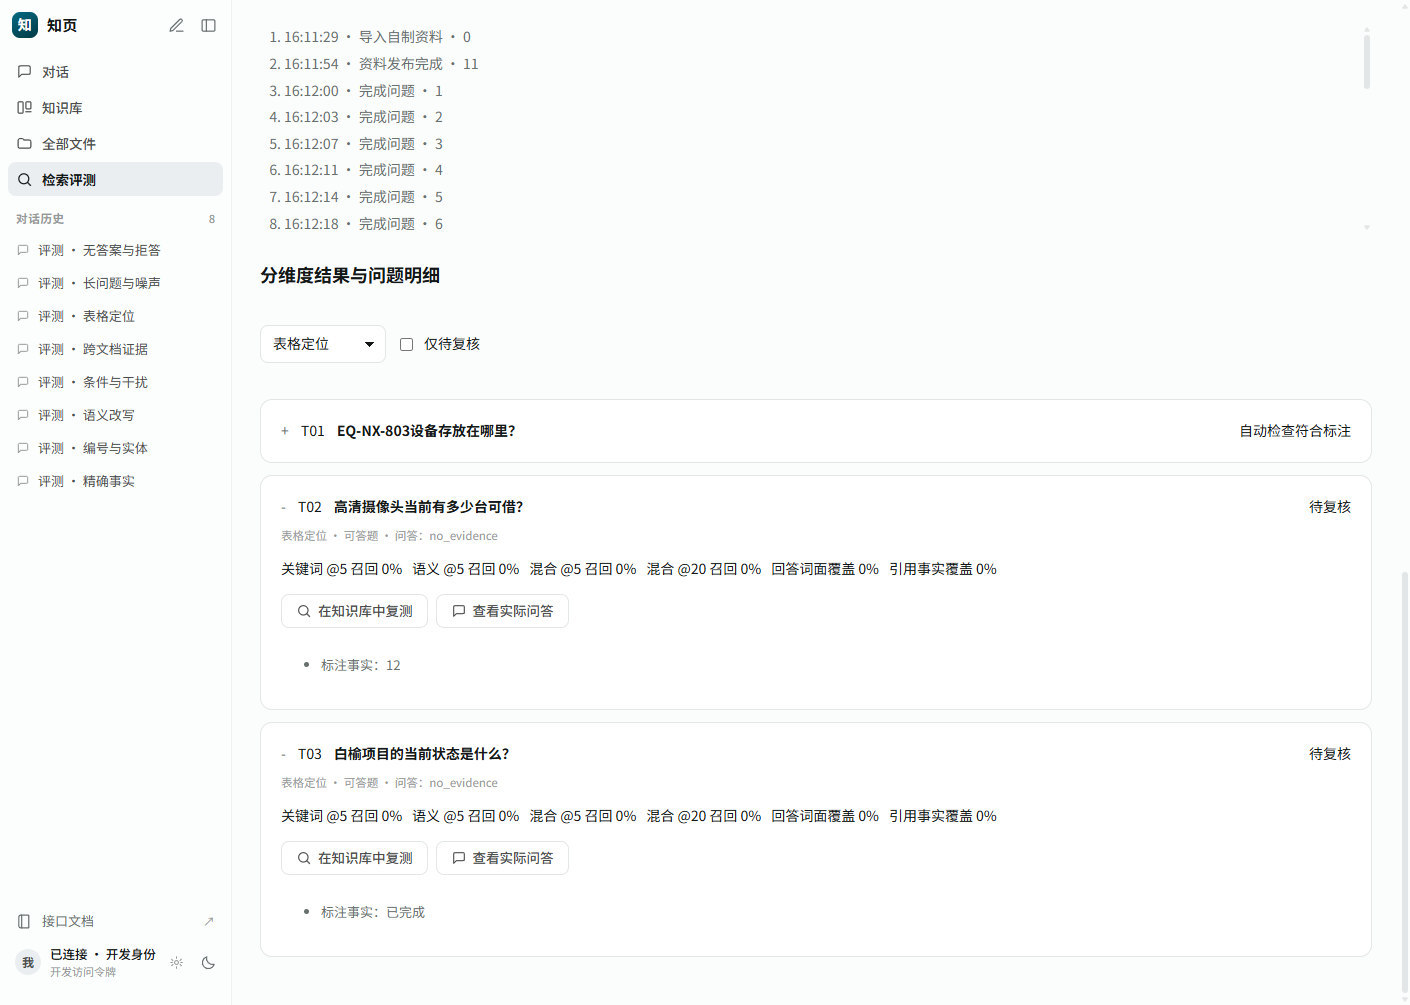 知 知页
对话
知识库
全部文件
检索评测
对话历史 8
评测 · 无答案与拒答
评测 · 长问题与噪声
评测 · 表格定位
评测 · 跨文档证据
评测 · 条件与干扰
评测 · 语义改写
评测 · 编号与实体
评测 · 精确事实
接口文档 ↗
我 已连接 · 开发身份
开发访问令牌
1. 16:11:29 · 导入自制资料 · 0
2. 16:11:54 · 资料发布完成 · 11
3. 16:12:00 · 完成问题 · 1
4. 16:12:03 · 完成问题 · 2
5. 16:12:07 · 完成问题 · 3
6. 16:12:11 · 完成问题 · 4
7. 16:12:14 · 完成问题 · 5
8. 16:12:18 · 完成问题 · 6
分维度结果与问题明细
表格定位 仅待复核
+ T01 EQ-NX-803设备存放在哪里？ 自动检查符合标注
- T02 高清摄像头当前有多少台可借？ 待复核
表格定位 · 可答题 · 问答：no_evidence
关键词 @5 召回 0% 语义 @5 召回 0% 混合 @5 召回 0% 混合 @20 召回 0% 回答词面覆盖 0% 引用事实覆盖 0%
在知识库中复测 查看实际问答
• 标注事实：12
- T03 白榆项目的当前状态是什么？ 待复核
表格定位 · 可答题 · 问答：no_evidence
关键词 @5 召回 0% 语义 @5 召回 0% 混合 @5 召回 0% 混合 @20 召回 0% 回答词面覆盖 0% 引用事实覆盖 0%
在知识库中复测 查看实际问答
• 标注事实：已完成